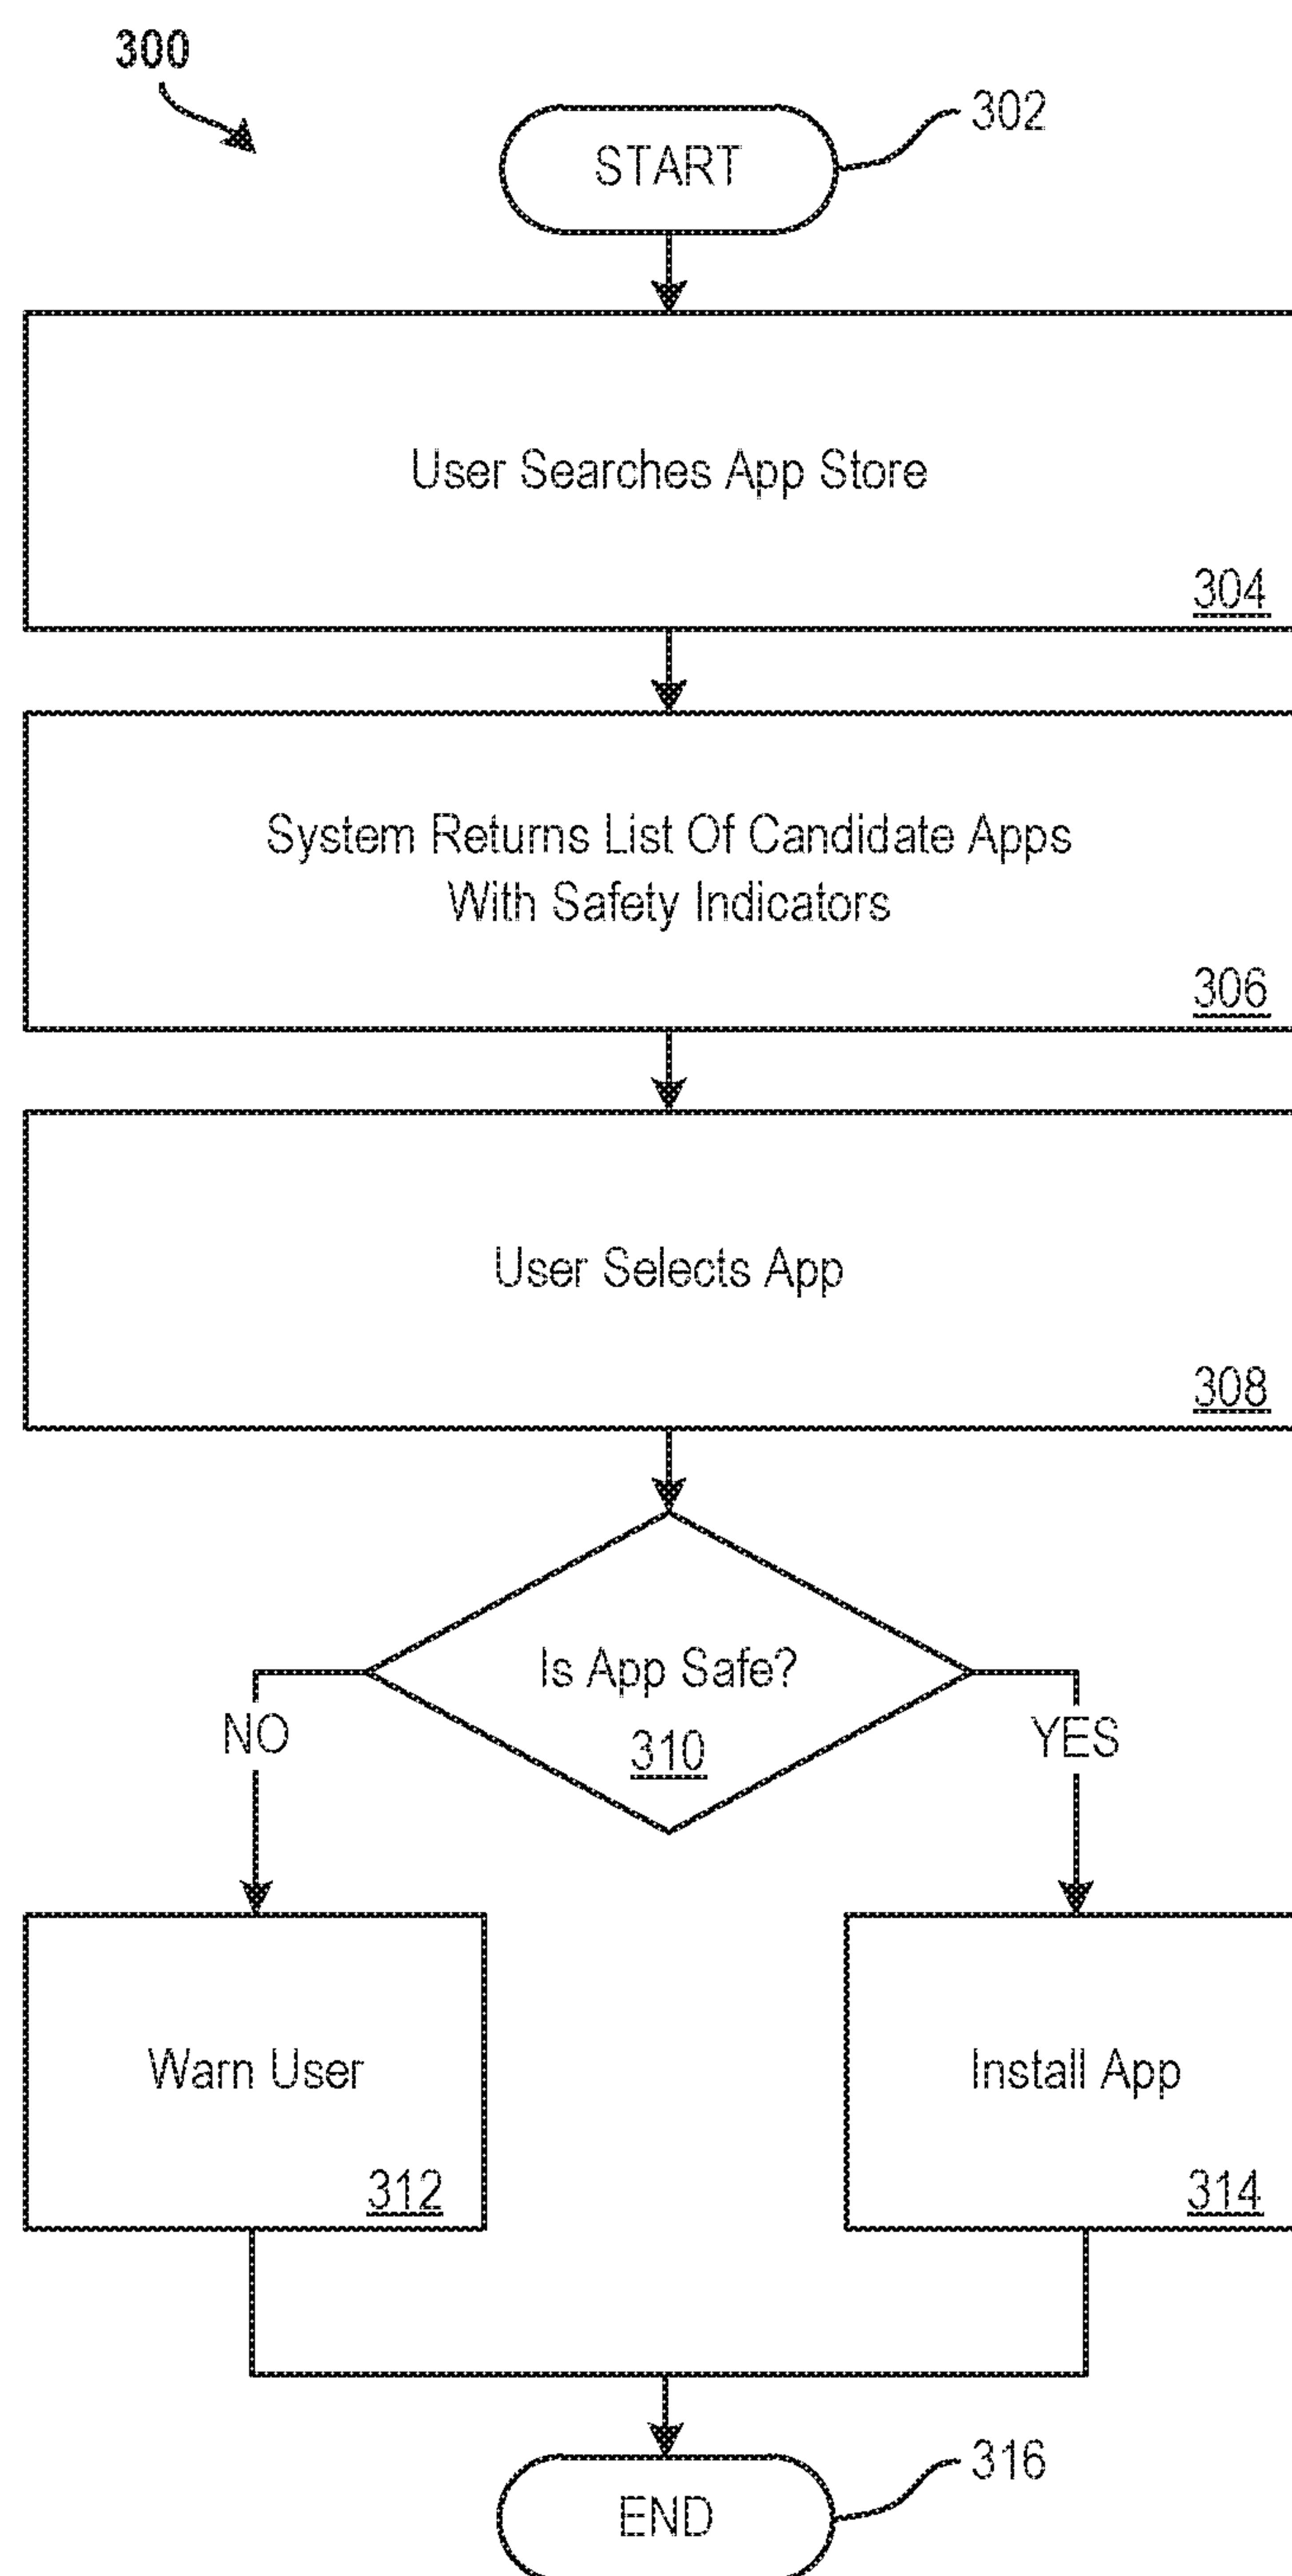 300
START
302
User Searches App Store
304
System Returns List Of Candidate Apps
With Safety Indicators
306
User Selects App
308
Is App Safe?
310
NO
YES
Warn User
312
Install App
314
END
316